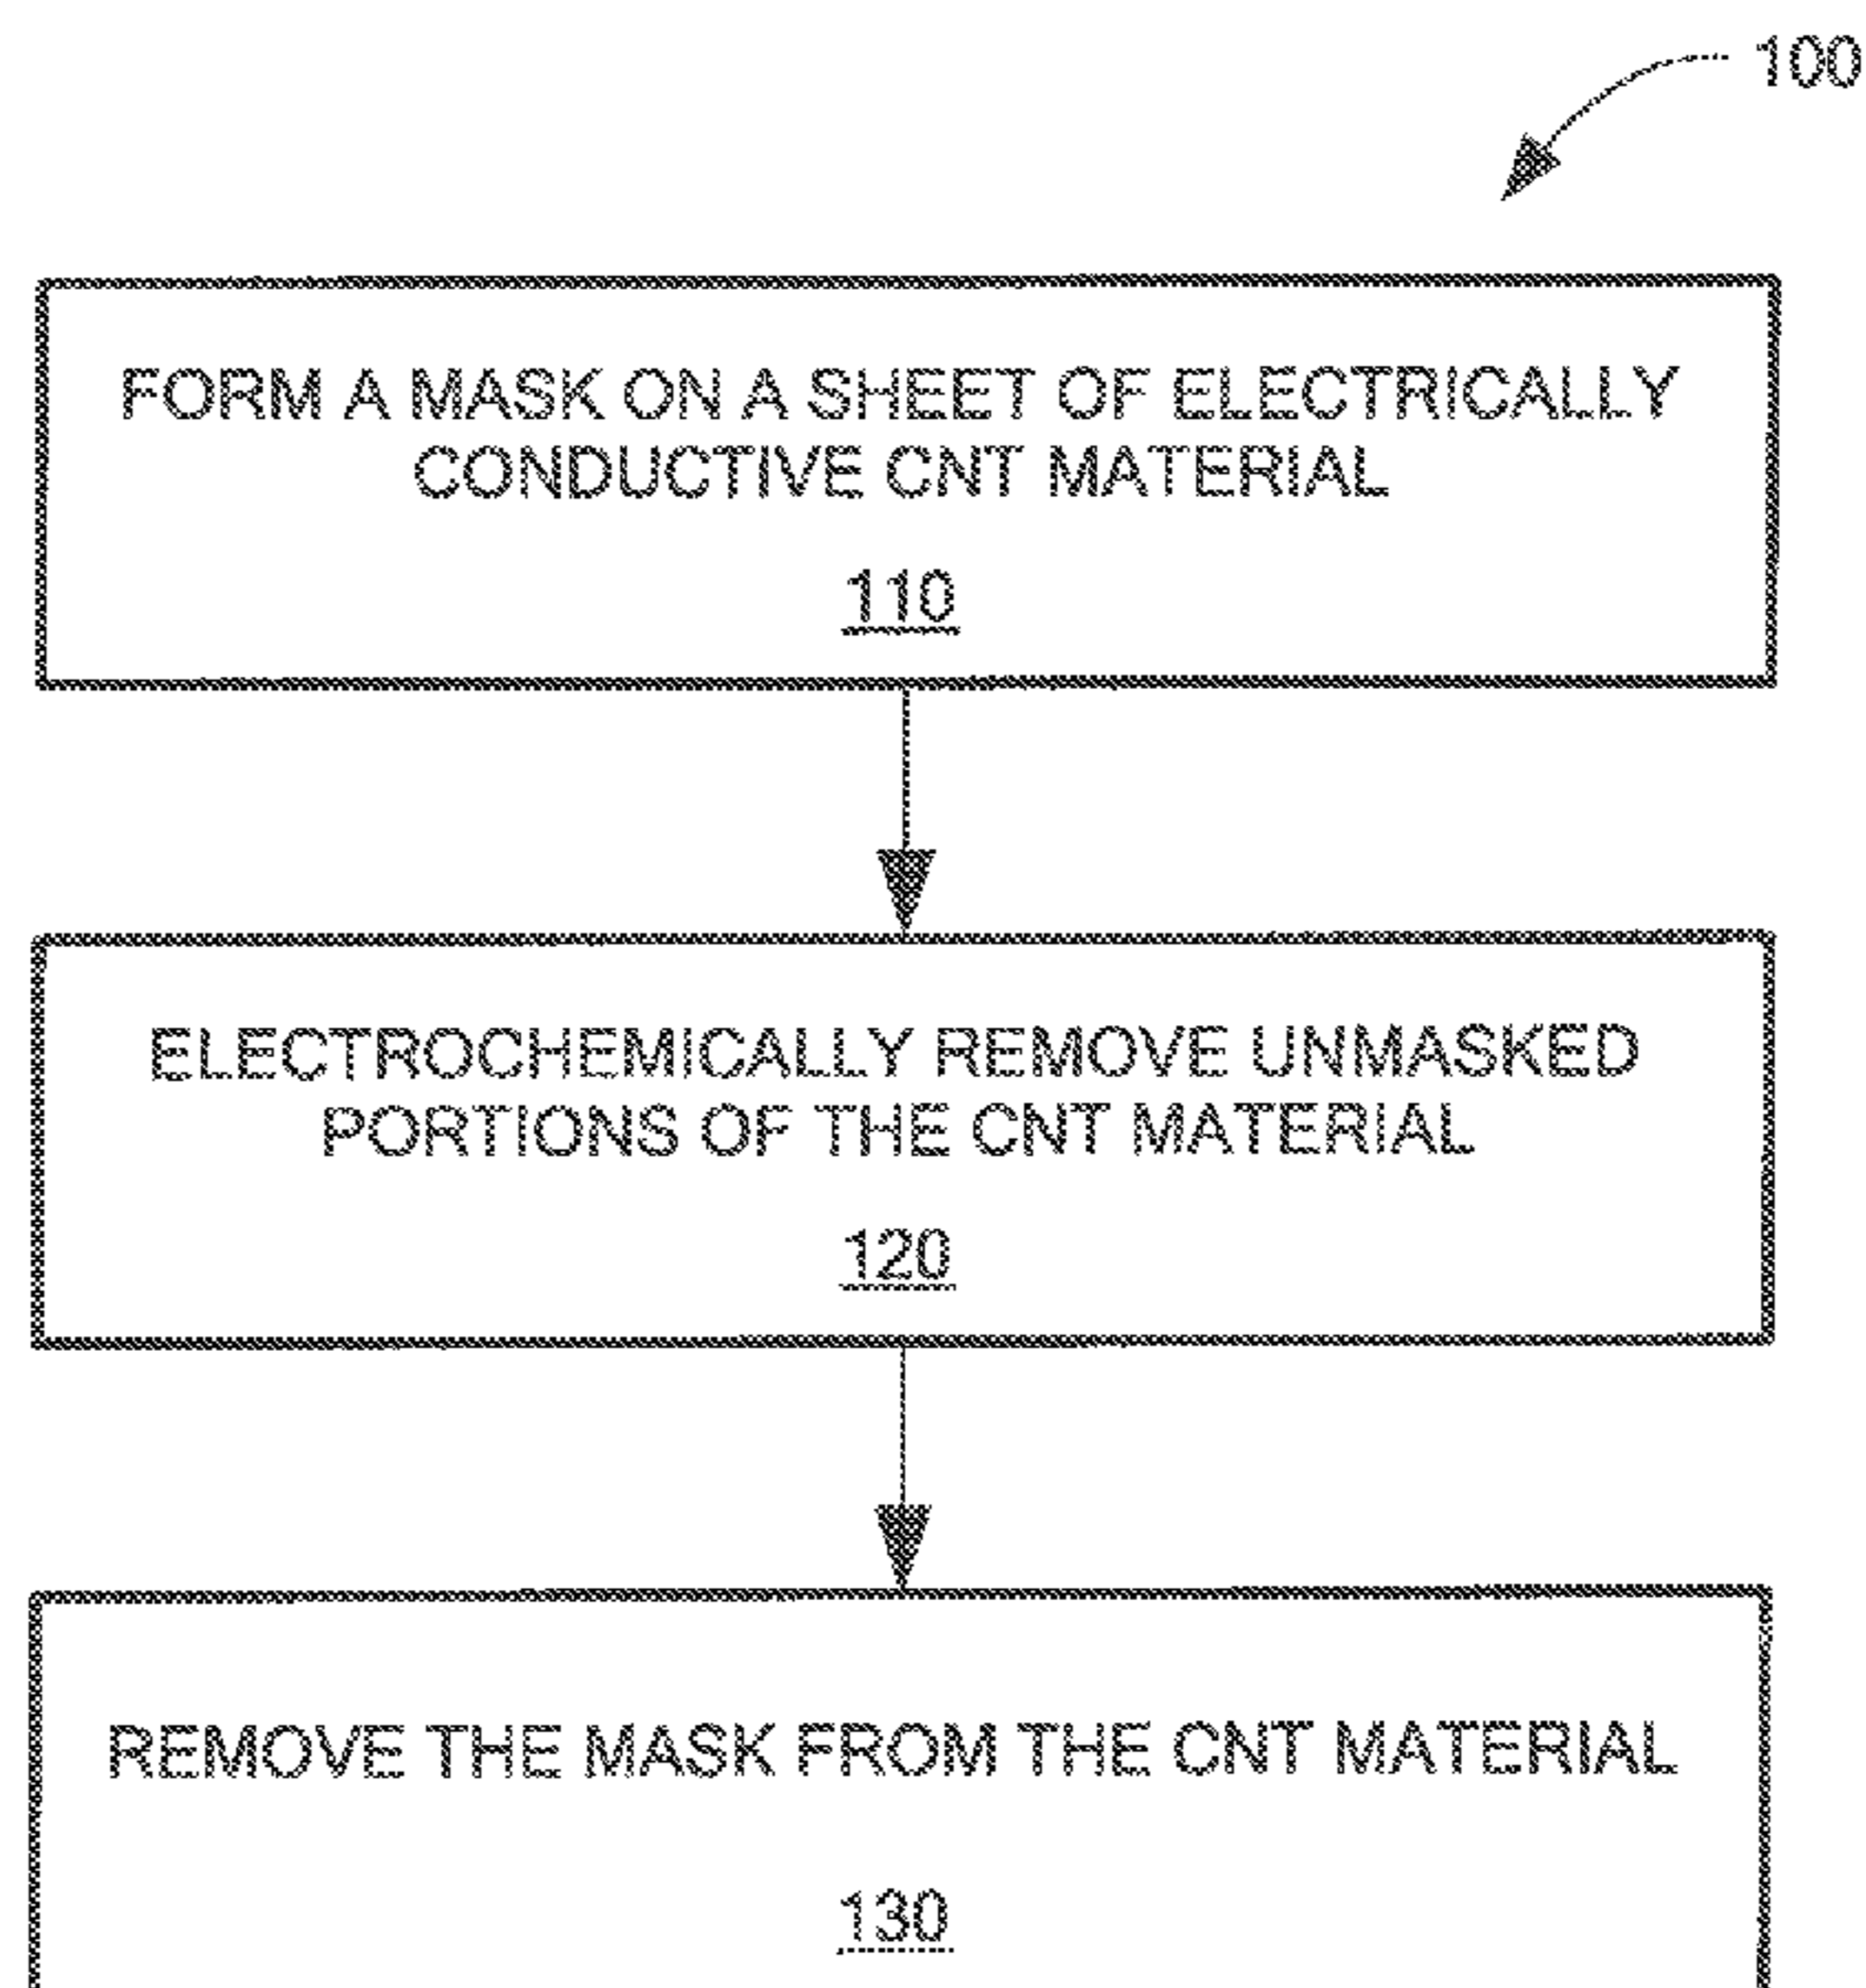 100
FORM A MASK ON A SHEET OF ELECTRICALLY
CONDUCTIVE CNT MATERIAL
110
ELECTROCHEMICALLY REMOVE UNMASKED
PORTIONS OF THE CNT MATERIAL
120
REMOVE THE MASK FROM THE CNT MATERIAL
130